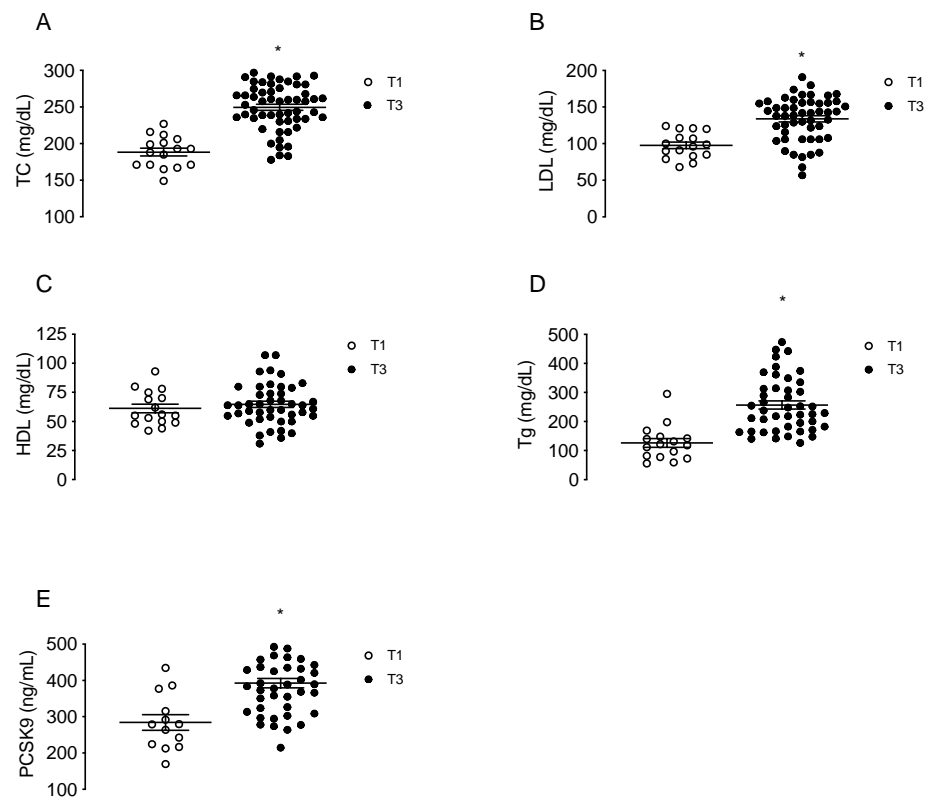 A
*
TC (mg/dL)
300
250
200
150
100
T1
T3
B
*
LDL (mg/dL)
200
150
100
50
0
T1
T3
C
HDL (mg/dL)
125
100
75
50
25
0
T1
T3
D
*
Tg (mg/dL)
500
400
300
200
100
0
T1
T3
E
*
PCSK9 (ng/mL)
500
400
300
200
100
T1
T3